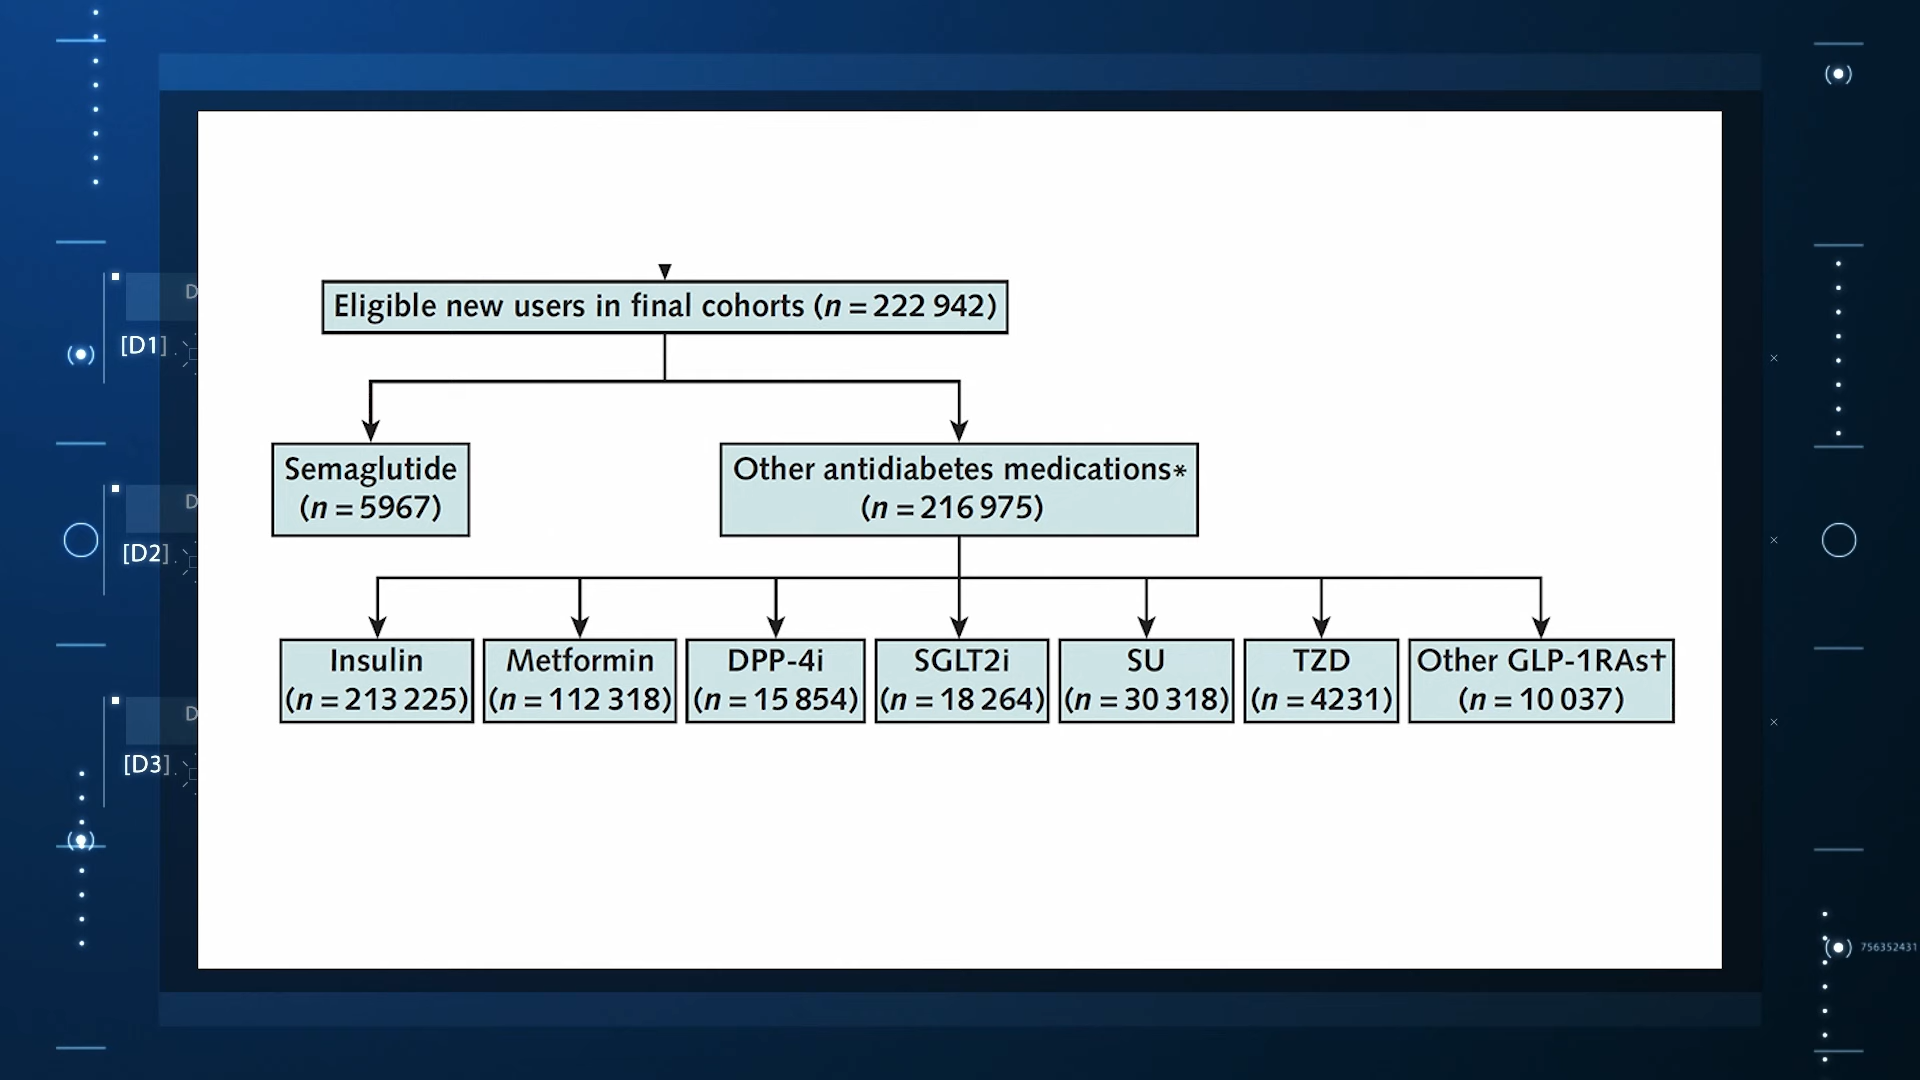 Eligible new users in final cohorts (n = 222 942)
Semaglutide
(n = 5967)
Other antidiabetes medications*
(n = 216 975)
Insulin
(n = 213 225)
Metformin
(n = 112 318)
DPP-4i
(n = 15 854)
SGLT2i
(n = 18 264)
SU
(n = 30 318)
TZD
(n = 4231)
Other GLP-1RAs†
(n = 10 037)
D
[D1]
D
[D2]
D
[D3]
756352431